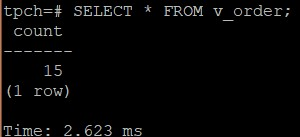 tpch=# SELECT * FROM v_order;
count
-------
15
(1 row)
Time: 2.623 ms